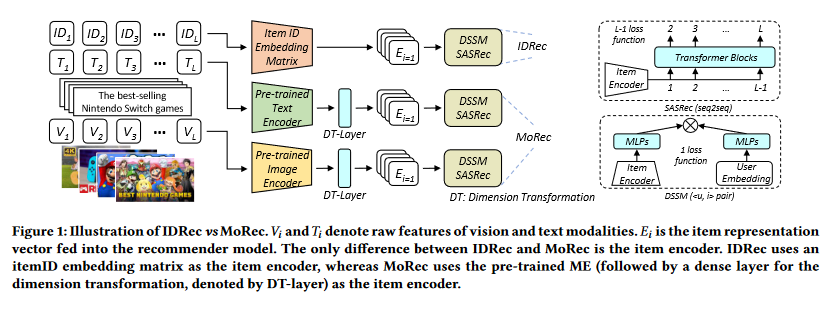 ID1 ID2 ID3 ... IDL
T1 T2 T3 ... TL
The best-selling
Nintendo Switch games
V1 V2 V3 ... VL
BEST NINTENDO GAMES
Item ID
Embedding
Matrix
Ei=1
DSSM
SASRec
IDRec
Pre-trained
Text
Encoder
DT-Layer
Ei=1
DSSM
SASRec
MoRec
Pre-trained
Image
Encoder
DT-Layer
Ei=1
DSSM
SASRec
DT: Dimension Transformation
L-1 loss
function
2 3 ... L
Transformer Blocks
Item
Encoder
1 2 ... L-1
SASRec (seq2seq)
MLPs
1 loss
function
MLPs
Item
Encoder
User
Embedding
DSSM (<u, i> pair)
Figure 1: Illustration of IDRec vs MoRec. Vi and Ti denote raw features of vision and text modalities. Ei is the item representation
vector fed into the recommender model. The only difference between IDRec and MoRec is the item encoder. IDRec uses an
itemID embedding matrix as the item encoder, whereas MoRec uses the pre-trained ME (followed by a dense layer for the
dimension transformation, denoted by DT-layer) as the item encoder.